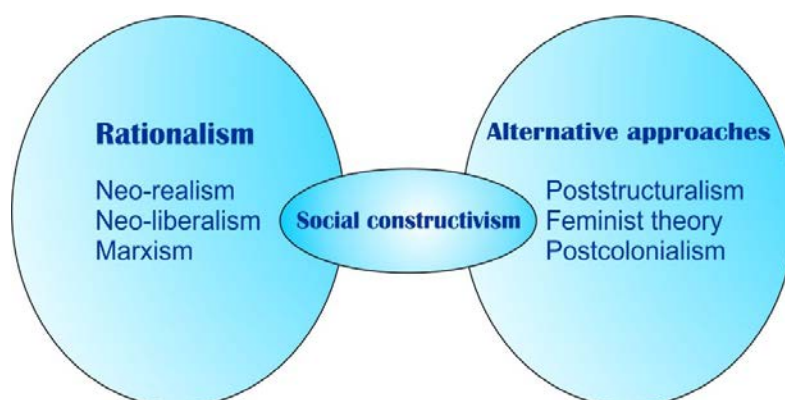 Rationalism
Neo-realism
Neo-liberalism
Marxism
Social constructivism
Alternative approaches
Poststructuralism
Feminist theory
Postcolonialism